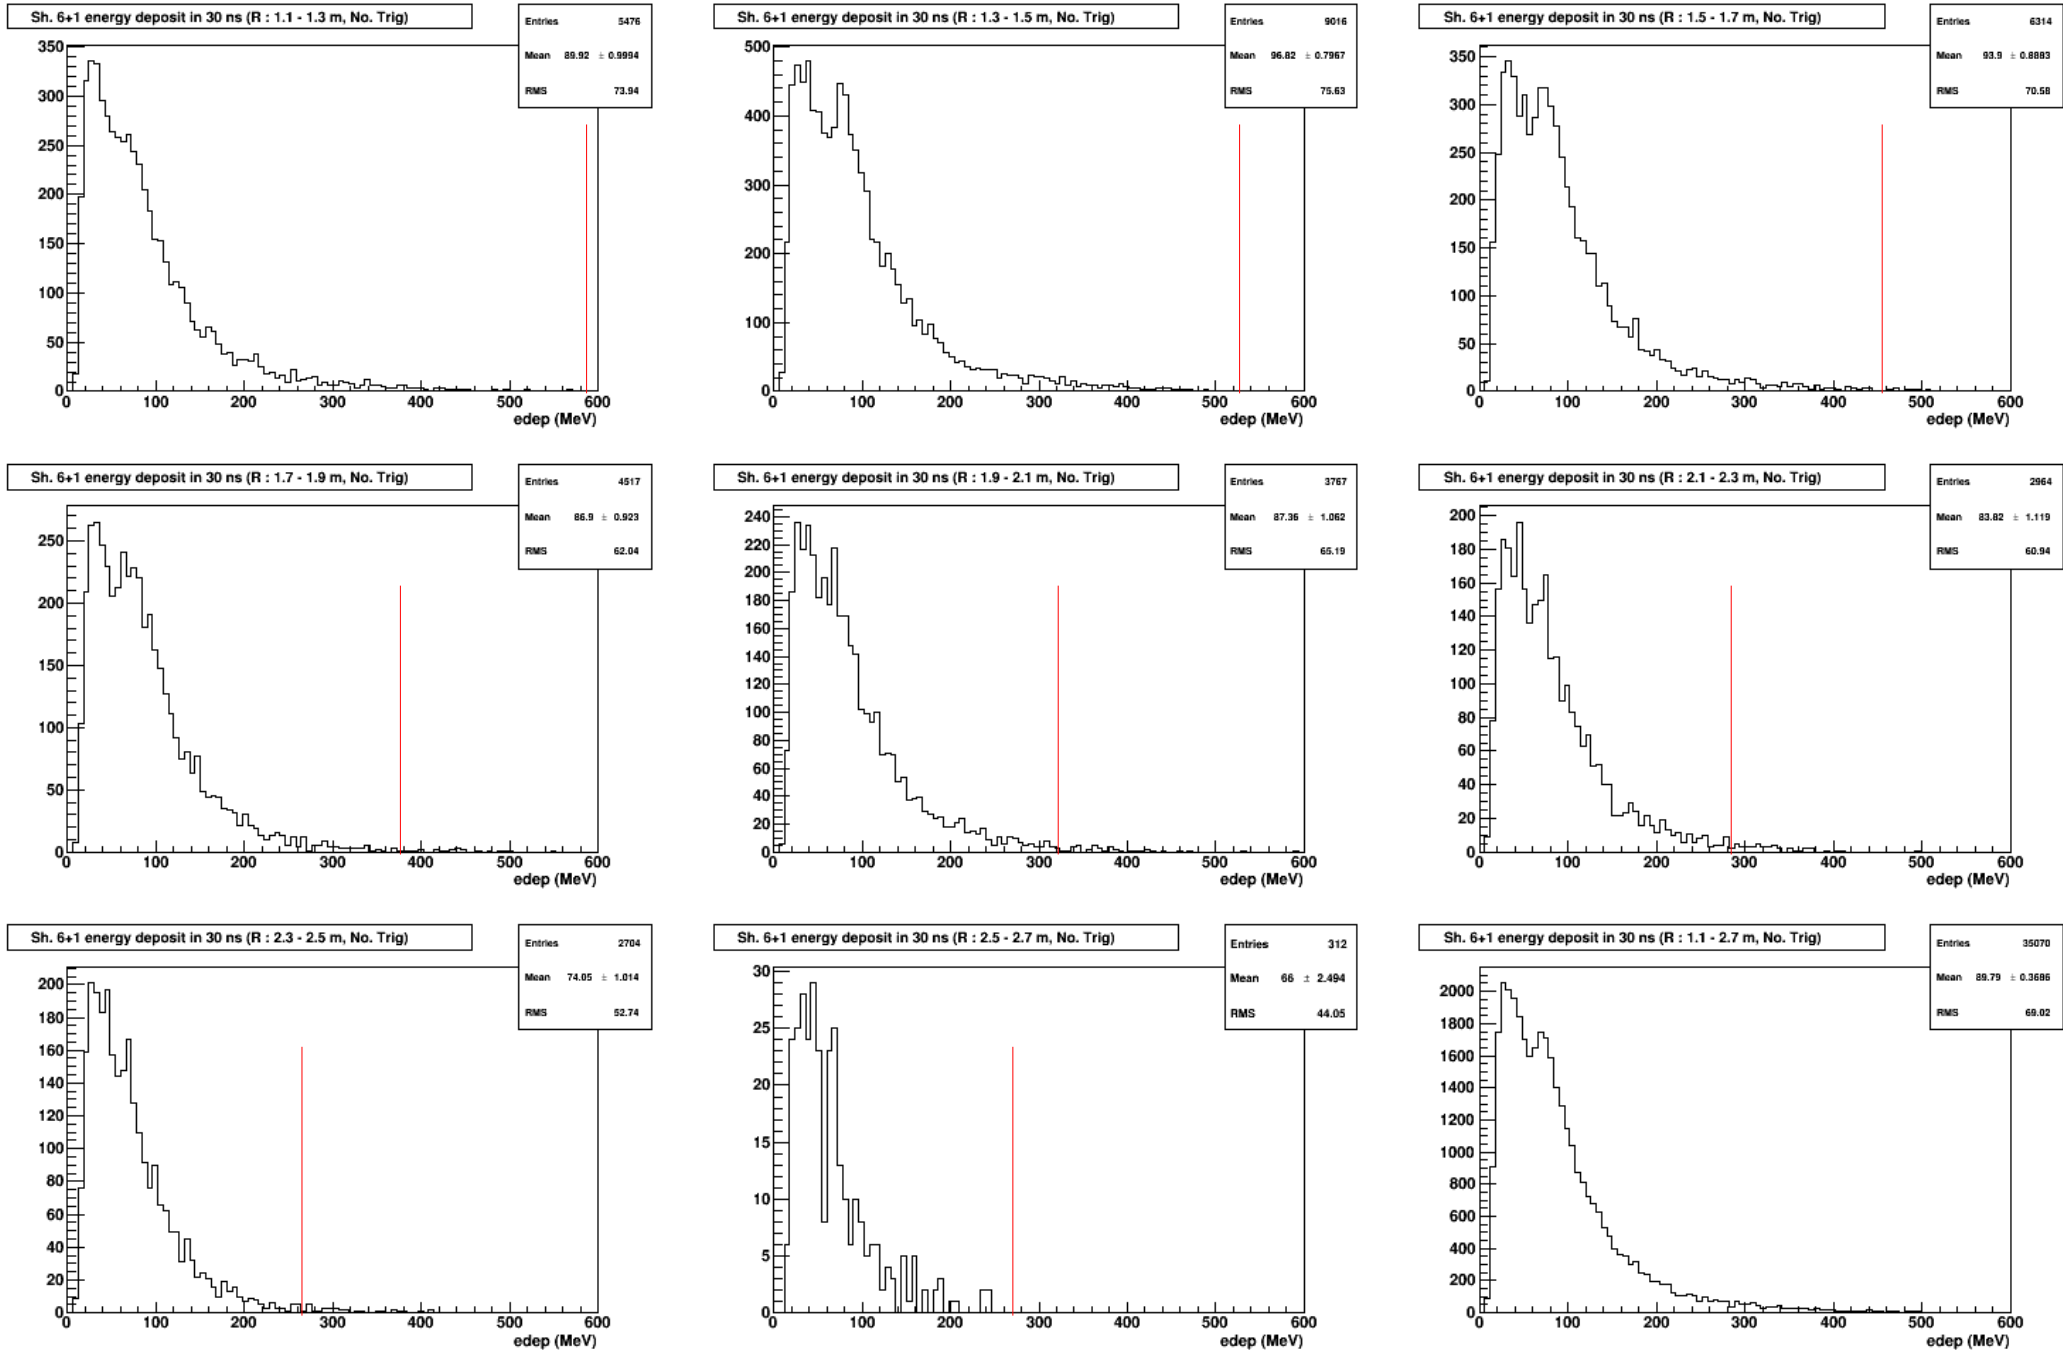 Sh. 6+1 energy deposit in 30 ns (R : 1.1 - 1.3 m, No. Trig)
Entries 5476
Mean 89.92 ± 0.9994
RMS 73.94
350
300
250
200
150
100
50
0
0 100 200 300 400 500 600
edep (MeV)
Sh. 6+1 energy deposit in 30 ns (R : 1.3 - 1.5 m, No. Trig)
Entries 9016
Mean 96.82 ± 0.7967
RMS 75.63
500
400
300
200
100
0
0 100 200 300 400 500 600
edep (MeV)
Sh. 6+1 energy deposit in 30 ns (R : 1.5 - 1.7 m, No. Trig)
Entries 6314
Mean 93.9 ± 0.8883
RMS 70.58
350
300
250
200
150
100
50
0
0 100 200 300 400 500 600
edep (MeV)
Sh. 6+1 energy deposit in 30 ns (R : 1.7 - 1.9 m, No. Trig)
Entries 4517
Mean 86.9 ± 0.923
RMS 62.04
250
200
150
100
50
0
0 100 200 300 400 500 600
edep (MeV)
Sh. 6+1 energy deposit in 30 ns (R : 1.9 - 2.1 m, No. Trig)
Entries 3767
Mean 87.36 ± 1.062
RMS 65.19
240
220
200
180
160
140
120
100
80
60
40
20
0
0 100 200 300 400 500 600
edep (MeV)
Sh. 6+1 energy deposit in 30 ns (R : 2.1 - 2.3 m, No. Trig)
Entries 2964
Mean 83.82 ± 1.119
RMS 60.94
200
180
160
140
120
100
80
60
40
20
0
0 100 200 300 400 500 600
edep (MeV)
Sh. 6+1 energy deposit in 30 ns (R : 2.3 - 2.5 m, No. Trig)
Entries 2704
Mean 74.05 ± 1.014
RMS 52.74
200
180
160
140
120
100
80
60
40
20
0
0 100 200 300 400 500 600
edep (MeV)
Sh. 6+1 energy deposit in 30 ns (R : 2.5 - 2.7 m, No. Trig)
Entries 312
Mean 66 ± 2.494
RMS 44.05
30
25
20
15
10
5
0
0 100 200 300 400 500 600
edep (MeV)
Sh. 6+1 energy deposit in 30 ns (R : 1.1 - 2.7 m, No. Trig)
Entries 35070
Mean 89.79 ± 0.3686
RMS 69.02
2000
1800
1600
1400
1200
1000
800
600
400
200
0
0 100 200 300 400 500 600
edep (MeV)